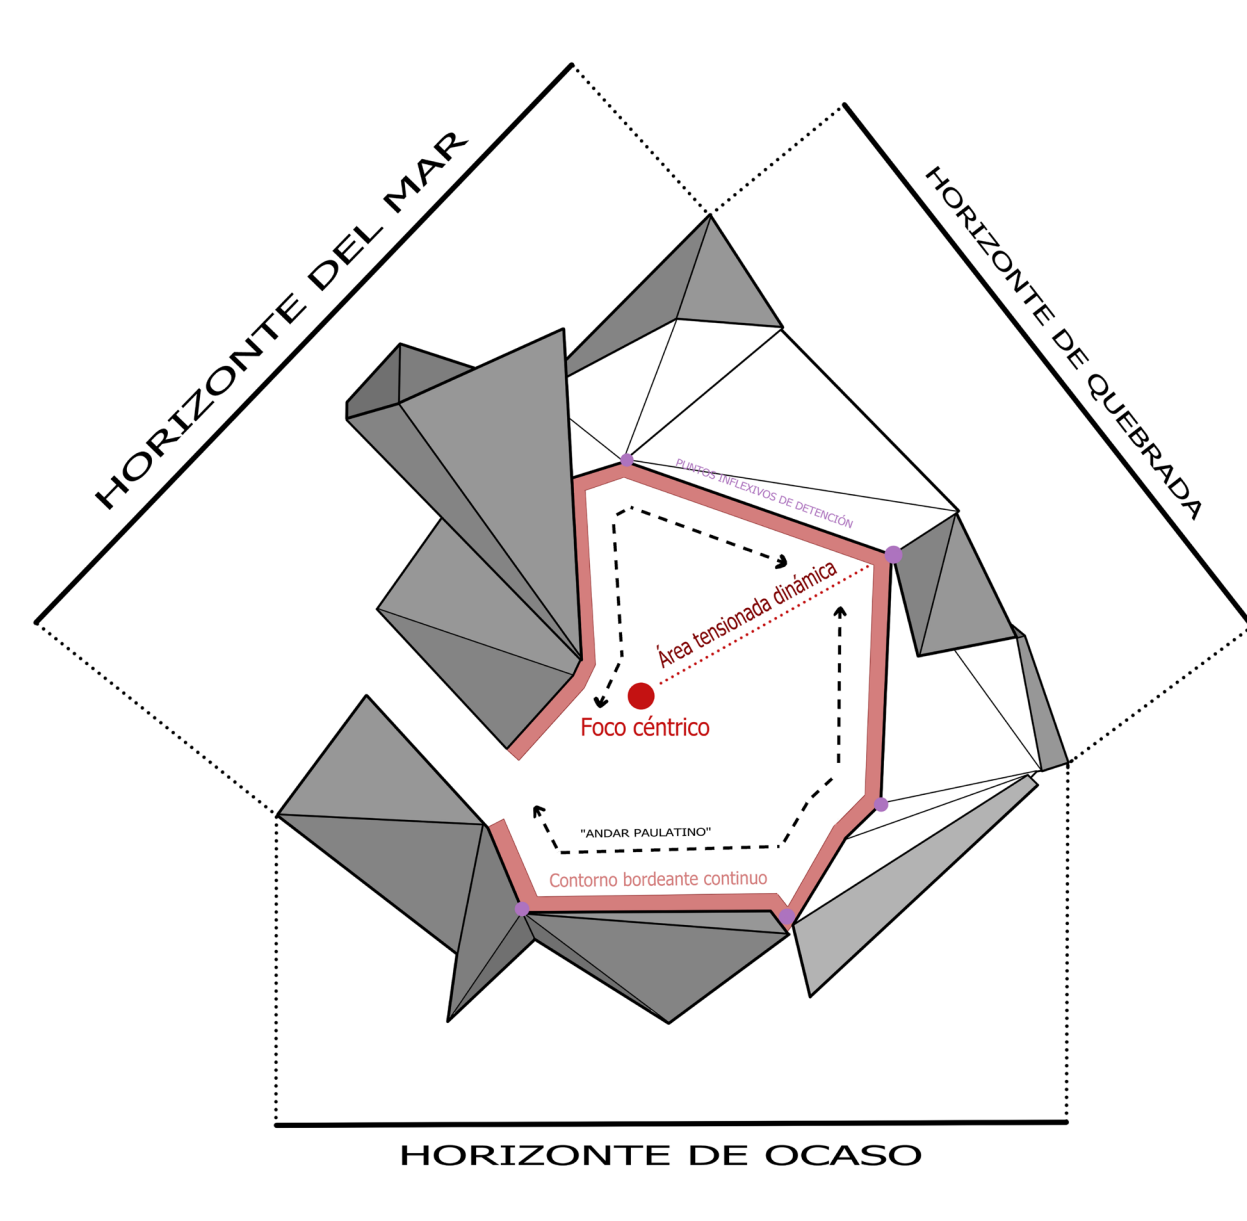 HORIZONTE DEL MAR
HORIZONTE DE QUEBRADA
PUNTOS INFLEXIVOS DE DETENCIÓN
Área tensionada dinámica
Foco céntrico
"ANDAR PAULATINO"
Contorno bordeante continuo
HORIZONTE DE OCASO